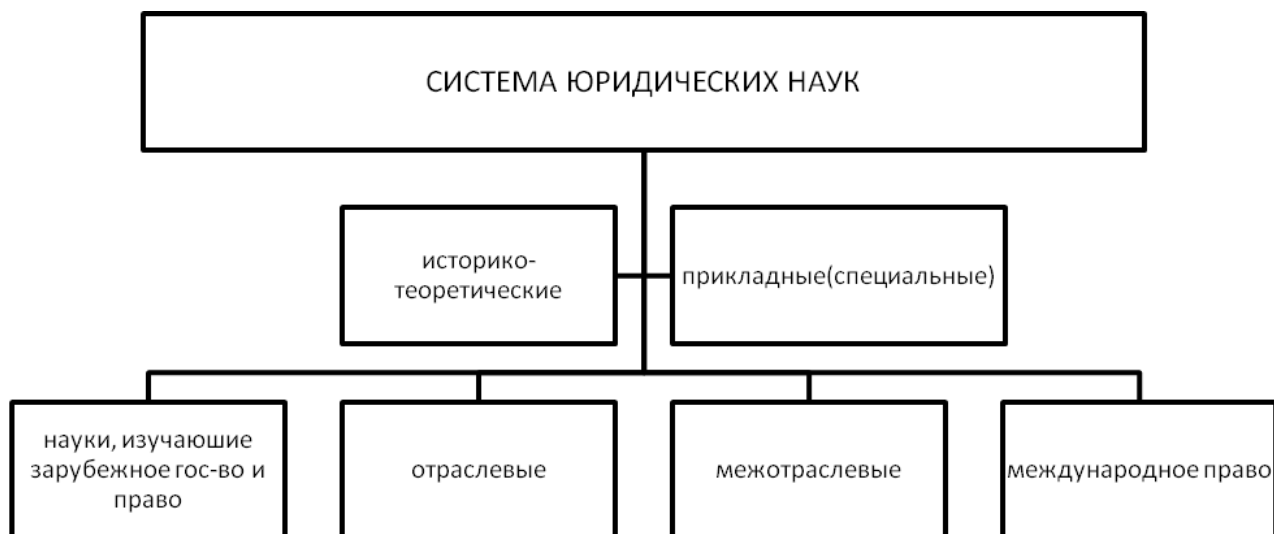 СИСТЕМА ЮРИДИЧЕСКИХ НАУК
историко-
теоретические
прикладные(специальные)
науки, изучаюшие
зарубежное гос-во и
право
отраслевые
межотраслевые
международное право